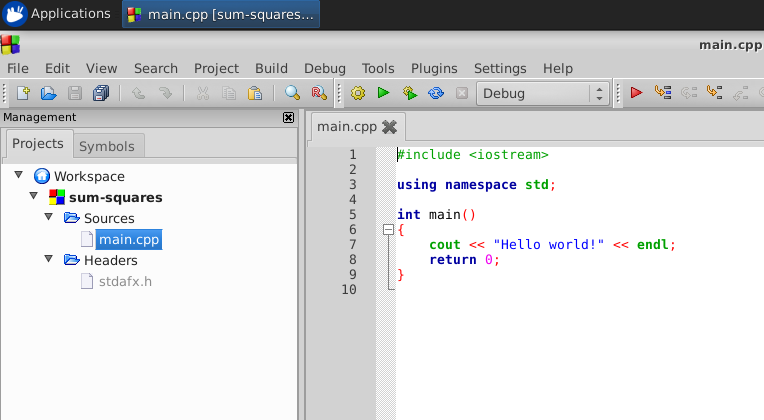 Applications main.cpp [sum-squares...
main.cpp
File Edit View Search Project Build Debug Tools Plugins Settings Help
Debug
Management
Projects Symbols
Workspace
sum-squares
Sources
main.cpp
Headers
stdafx.h
main.cpp
1 #include <iostream>
2
3 using namespace std;
4
5 int main()
6 {
7 cout << "Hello world!" << endl;
8 return 0;
9 }
10